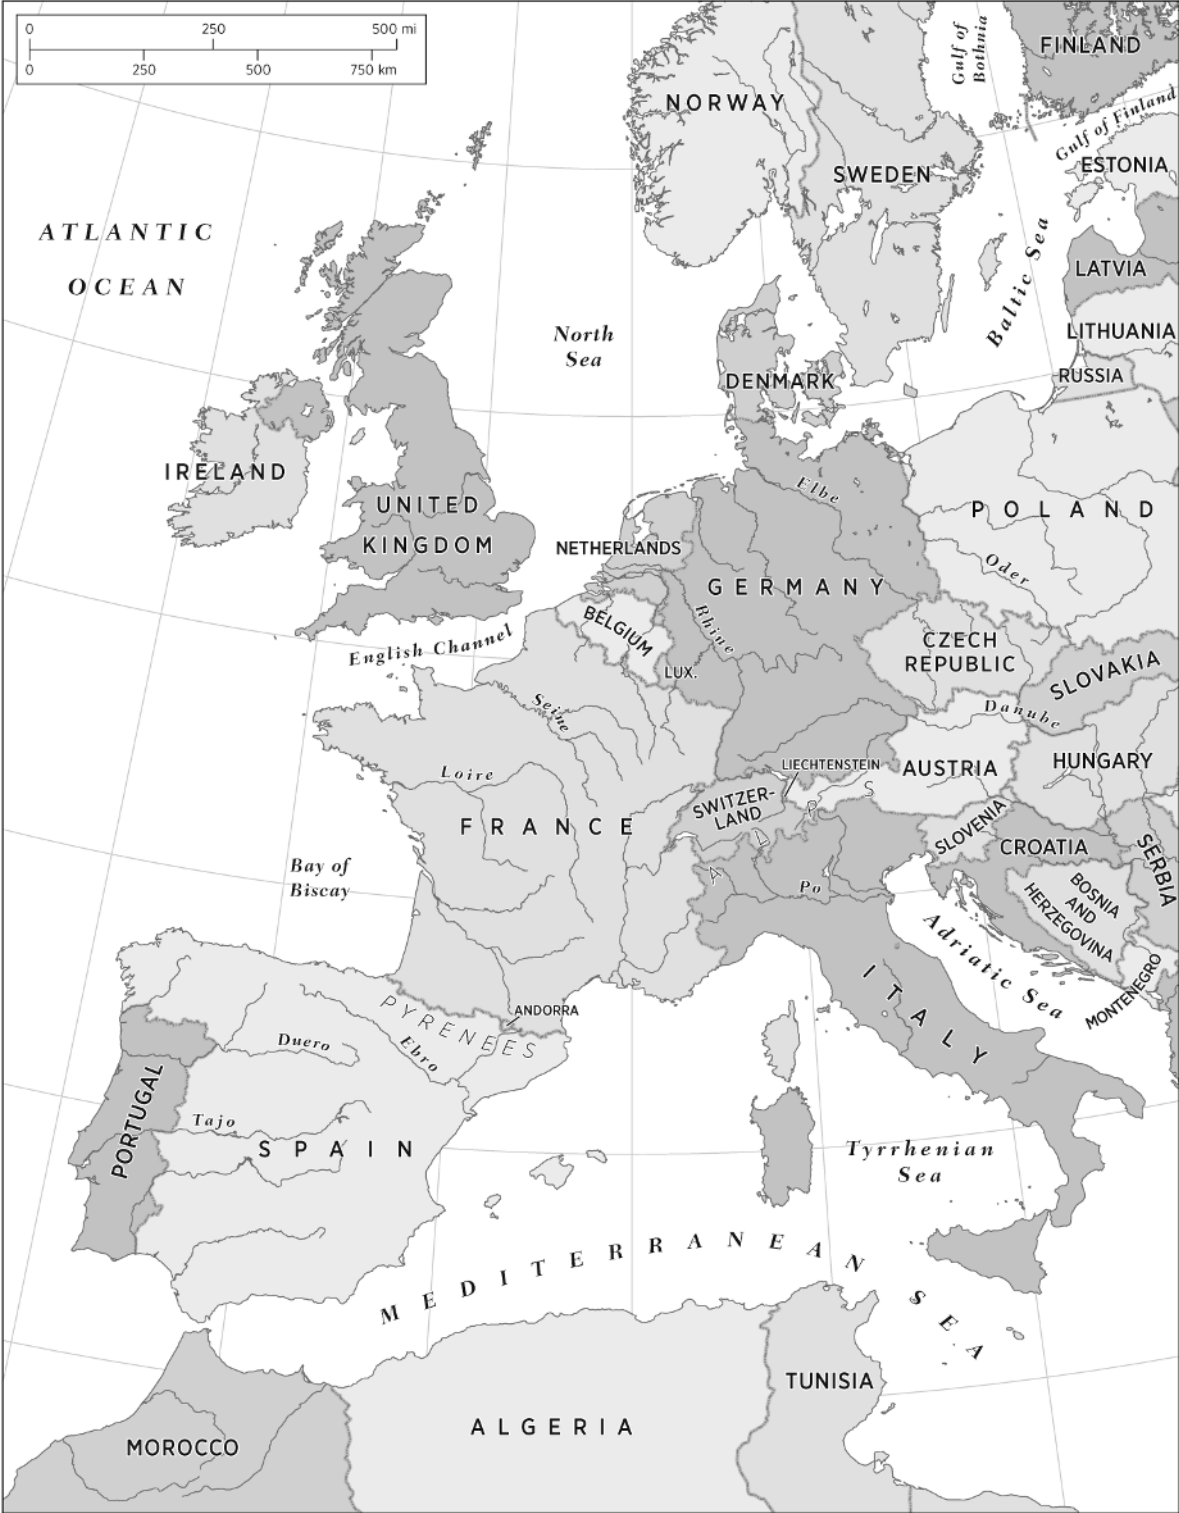 0 250 500 mi
0 250 500 750 km
Gulf of
Bothnia
FINLAND
NORWAY
Gulf of Finland
ESTONIA
SWEDEN
ATLANTIC
OCEAN
Baltic Sea
LATVIA
North
Sea
LITHUANIA
RUSSIA
DENMARK
IRELAND
UNITED
KINGDOM
Elbe
POLAND
NETHERLANDS
GERMANY
Oder
BELGIUM
Rhine
English Channel
LUX.
CZECH
REPUBLIC
SLOVAKIA
Seine
Danube
Loire
LIECHTENSTEIN
AUSTRIA
HUNGARY
SWITZER-
LAND
ALPS
FRANCE
SLOVENIA
CROATIA
SERBIA
Bay of
Biscay
Po
BOSNIA
AND
HERZEGOVINA
Adriatic Sea
MONTENEGRO
ITALY
PYRENEES
ANDORRA
Duero
Ebro
PORTUGAL
Tajo
SPAIN
Tyrrhenian
Sea
MEDITERRANEAN SEA
TUNISIA
ALGERIA
MOROCCO